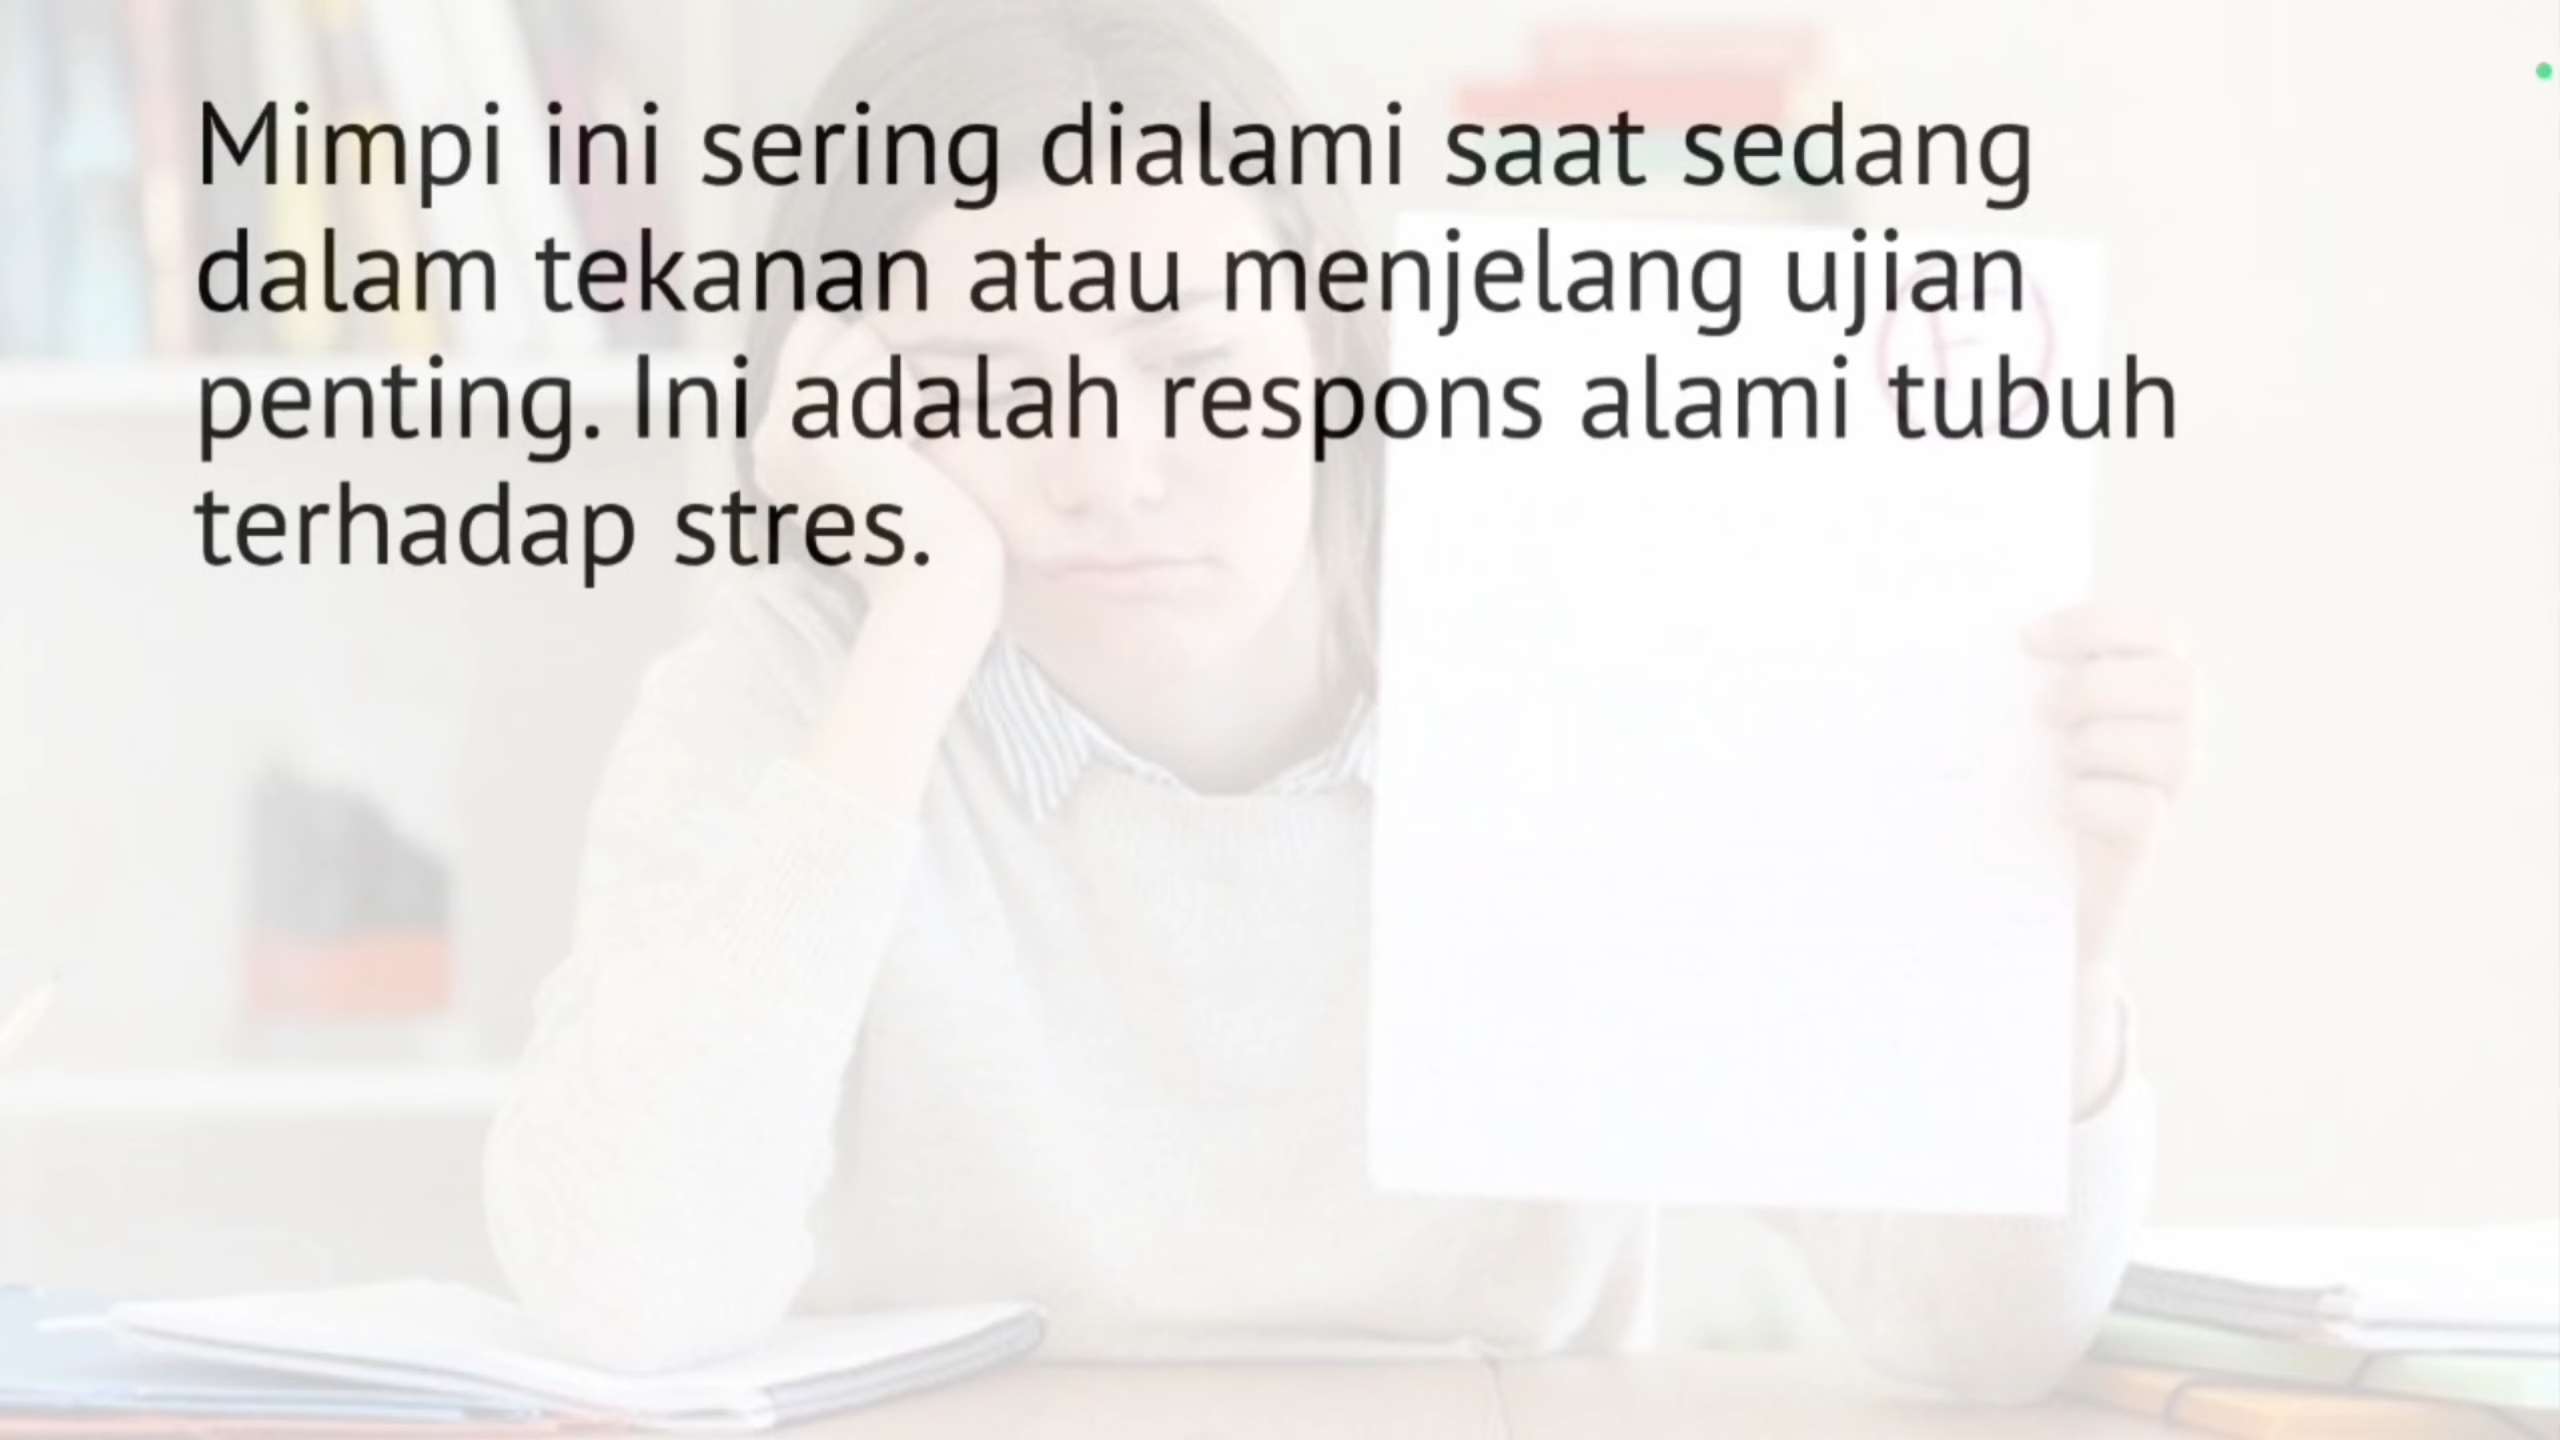 Mimpi ini sering dialami saat sedang
dalam tekanan atau menjelang ujian
penting. Ini adalah respons alami tubuh
terhadap stres.
F